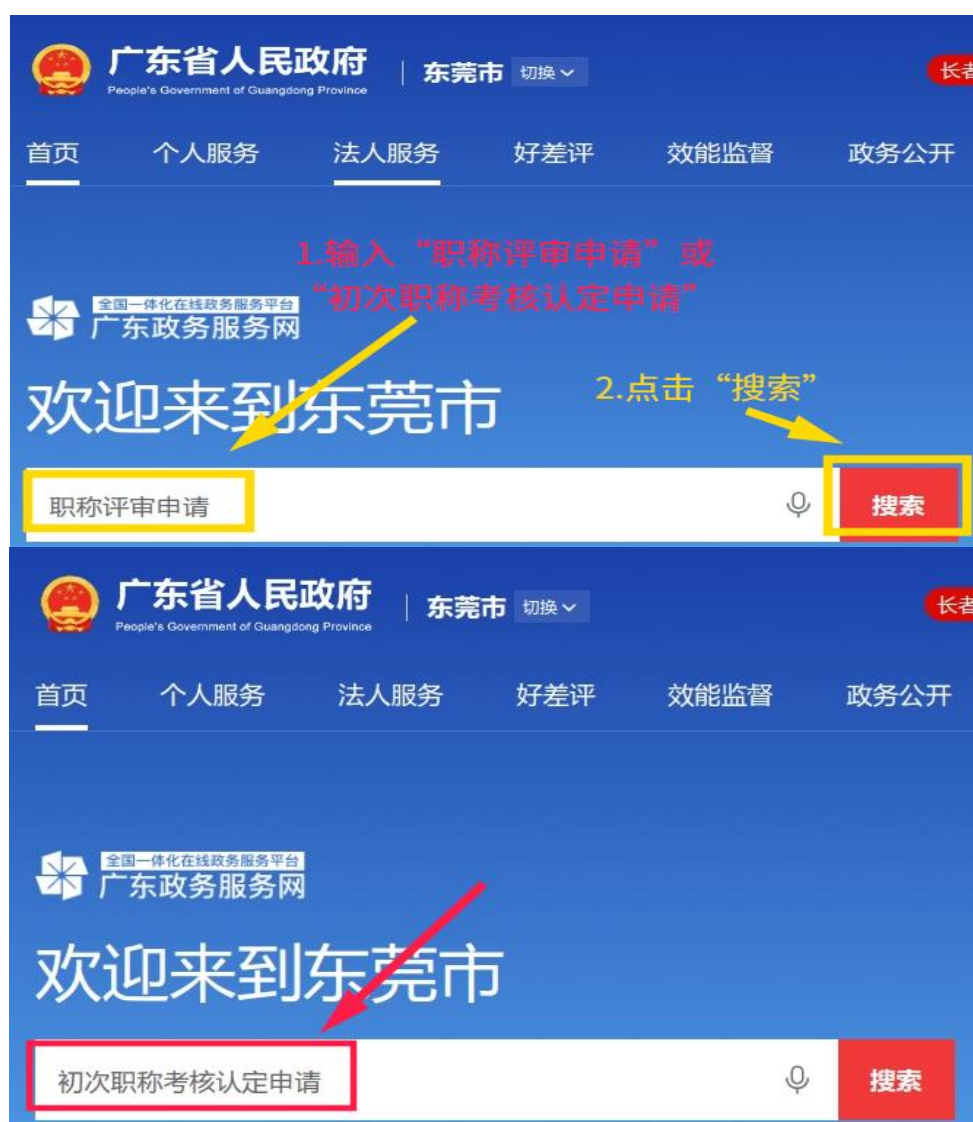 广东省人民政府
People's Government of Guangdong Province
东莞市 切换
长者
首页 个人服务 法人服务 好差评 效能监督 政务公开
1.输入“职称评审申请”或
“初次职称考核认定申请”
全国一体化在线政务服务平台
广东政务服务网
欢迎来到东莞市
2.点击“搜索”
职称评审申请
搜索
广东省人民政府
People's Government of Guangdong Province
东莞市 切换
长者
首页 个人服务 法人服务 好差评 效能监督 政务公开
全国一体化在线政务服务平台
广东政务服务网
欢迎来到东莞市
初次职称考核认定申请
搜索